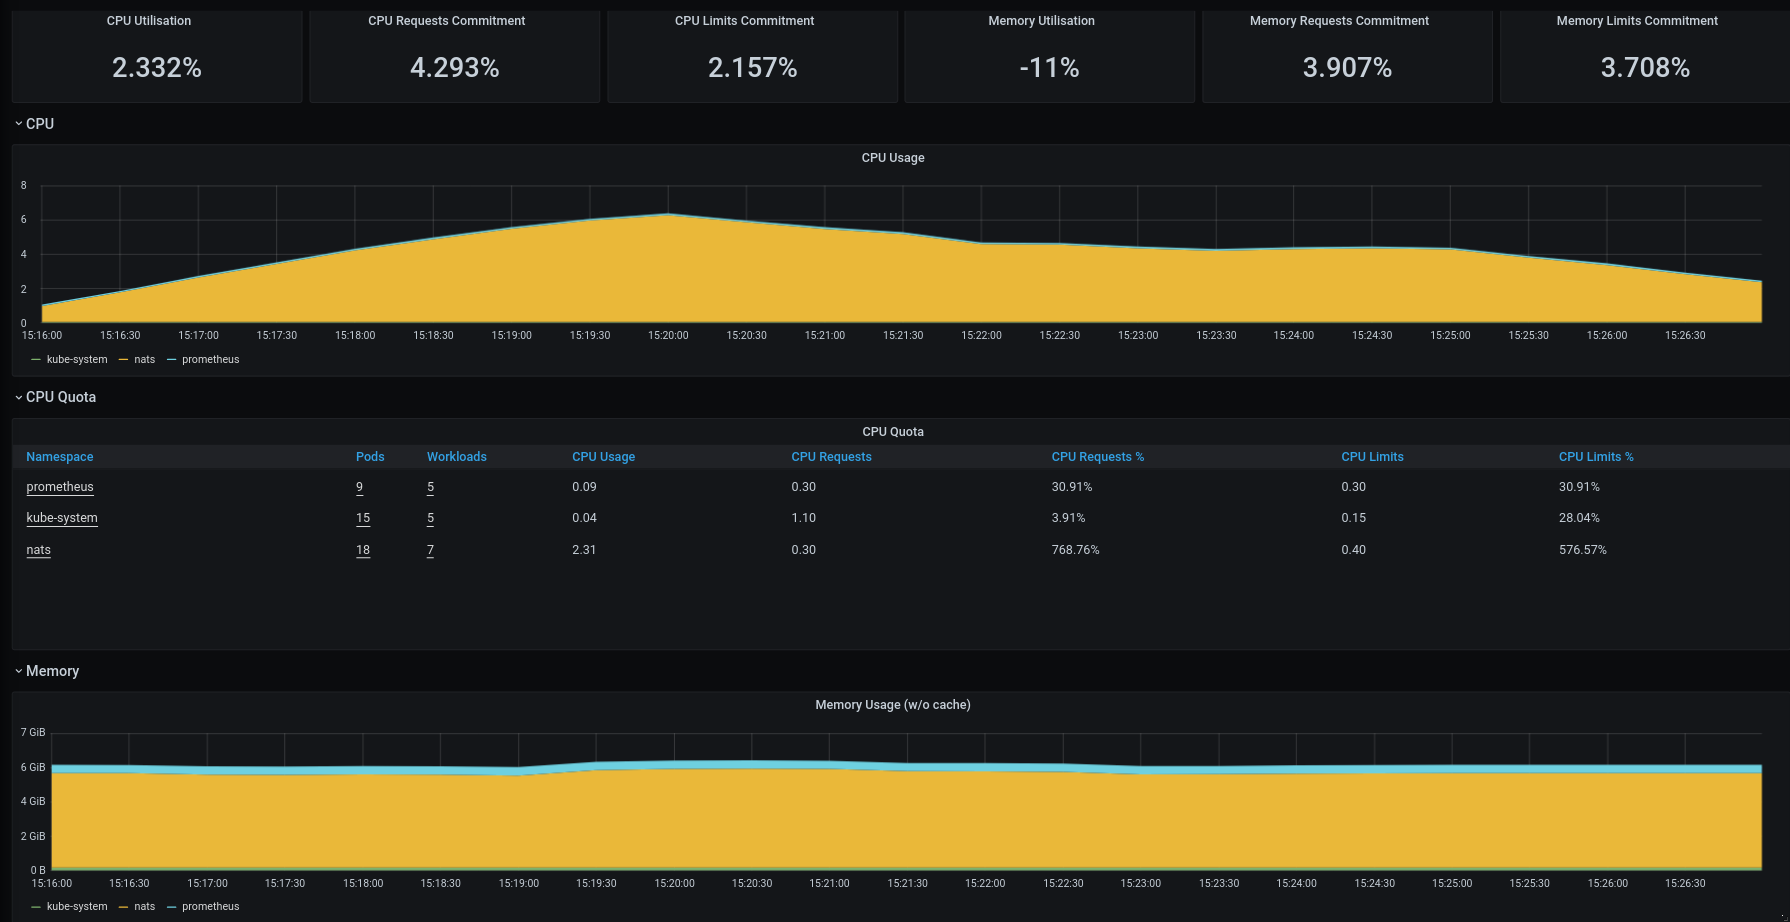 CPU Utilisation CPU Requests Commitment CPU Limits Commitment Memory Utilisation Memory Requests Commitment Memory Limits Commitment
2.332% 4.293% 2.157% -11% 3.907% 3.708%
CPU
CPU Usage
8
6
4
2
0
15:16:00 15:16:30 15:17:00 15:17:30 15:18:00 15:18:30 15:19:00 15:19:30 15:20:00 15:20:30 15:21:00 15:21:30 15:22:00 15:22:30 15:23:00 15:23:30 15:24:00 15:24:30 15:25:00 15:25:30 15:26:00 15:26:30
kube-system nats prometheus
CPU Quota
CPU Quota
Namespace Pods Workloads CPU Usage CPU Requests CPU Requests % CPU Limits CPU Limits %
prometheus 9 5 0.09 0.30 30.91% 0.30 30.91%
kube-system 15 5 0.04 1.10 3.91% 0.15 28.04%
nats 18 7 2.31 0.30 768.76% 0.40 576.57%
Memory
Memory Usage (w/o cache)
7 GiB
6 GiB
4 GiB
2 GiB
0 B
15:16:00 15:16:30 15:17:00 15:17:30 15:18:00 15:18:30 15:19:00 15:19:30 15:20:00 15:20:30 15:21:00 15:21:30 15:22:00 15:22:30 15:23:00 15:23:30 15:24:00 15:24:30 15:25:00 15:25:30 15:26:00 15:26:30
kube-system nats prometheus